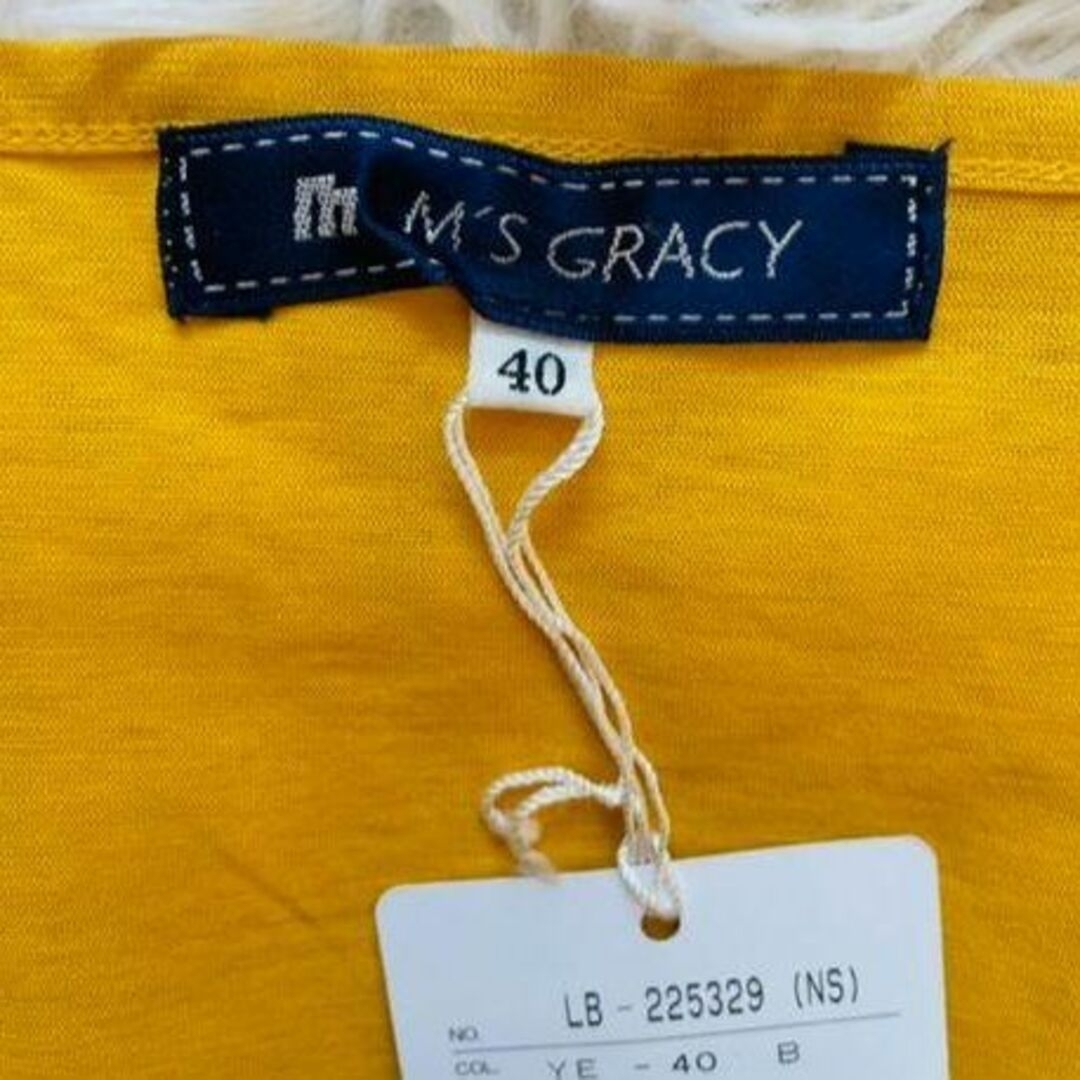 M'S GRACY
40
NO. LB-225329 (NS)
COL. YE-40 B